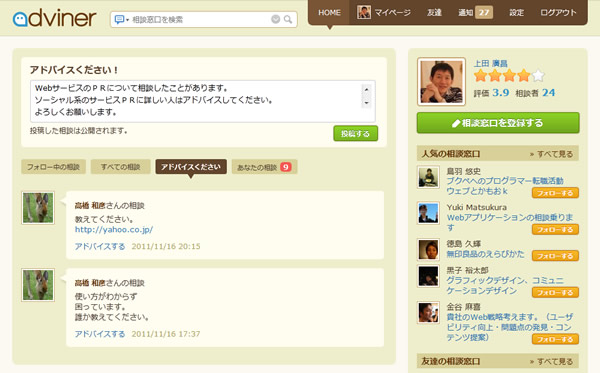 adviner
相談窓口を検索
HOME
マイページ
友達
通知 27
設定
ログアウト
アドバイスください！
WebサービスのＰＲについて相談したことがあります。
ソーシャル系のサービスＰＲに詳しい人はアドバイスしてください。
よろしくお願いします。
投稿した相談は公開されます。
投稿する
フォロー中の相談
すべての相談
アドバイスください
あなたの相談 9
高橋 和彦さんの相談
教えてください。
http://yahoo.co.jp/
アドバイスする 2011/11/16 20:15
高橋 和彦さんの相談
使い方がわからず
困っています。
誰か教えてください。
アドバイスする 2011/11/16 17:37
上田 廣昌
評価 3.9 相談者 24
相談窓口を登録する
人気の相談窓口 » すべて見る
鳥羽 悠史
ブクペへのプログラマー転職活動
ウェブとかもおｋ
フォローする
Yuki Matsukura
Webアプリケーションの相談乗りま
す
フォローする
徳島 久輝
無印良品のえらびかた
フォローする
黒子 裕太郎
グラフィックデザイン、コミュニ
ケーションデザイン
フォローする
金谷 麻喜
貴社のWeb戦略考えます。（ユーザ
ビリティ向上・問題点の発見・コン
テンツ提案）
フォローする
友達の相談窓口 » すべて見る